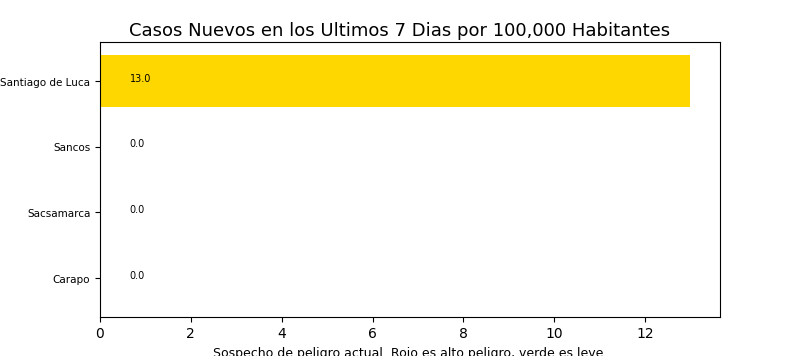 Casos Nuevos en los Ultimos 7 Dias por 100,000 Habitantes
Santiago de Luca 13.0
Sancos 0.0
Sacsamarca 0.0
Carapo 0.0
0 2 4 6 8 10 12
Sospecho de peligro actual. Rojo es alto peligro, verde es leve